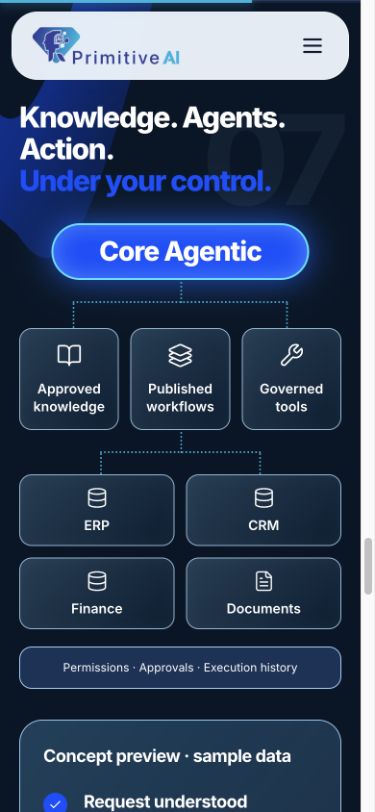 Primitive AI
07
Knowledge. Agents.
Action.
Under your control.
Core Agentic
Approved
knowledge
Published
workflows
Governed
tools
ERP
CRM
Finance
Documents
Permissions · Approvals · Execution history
Concept preview · sample data
Request understood